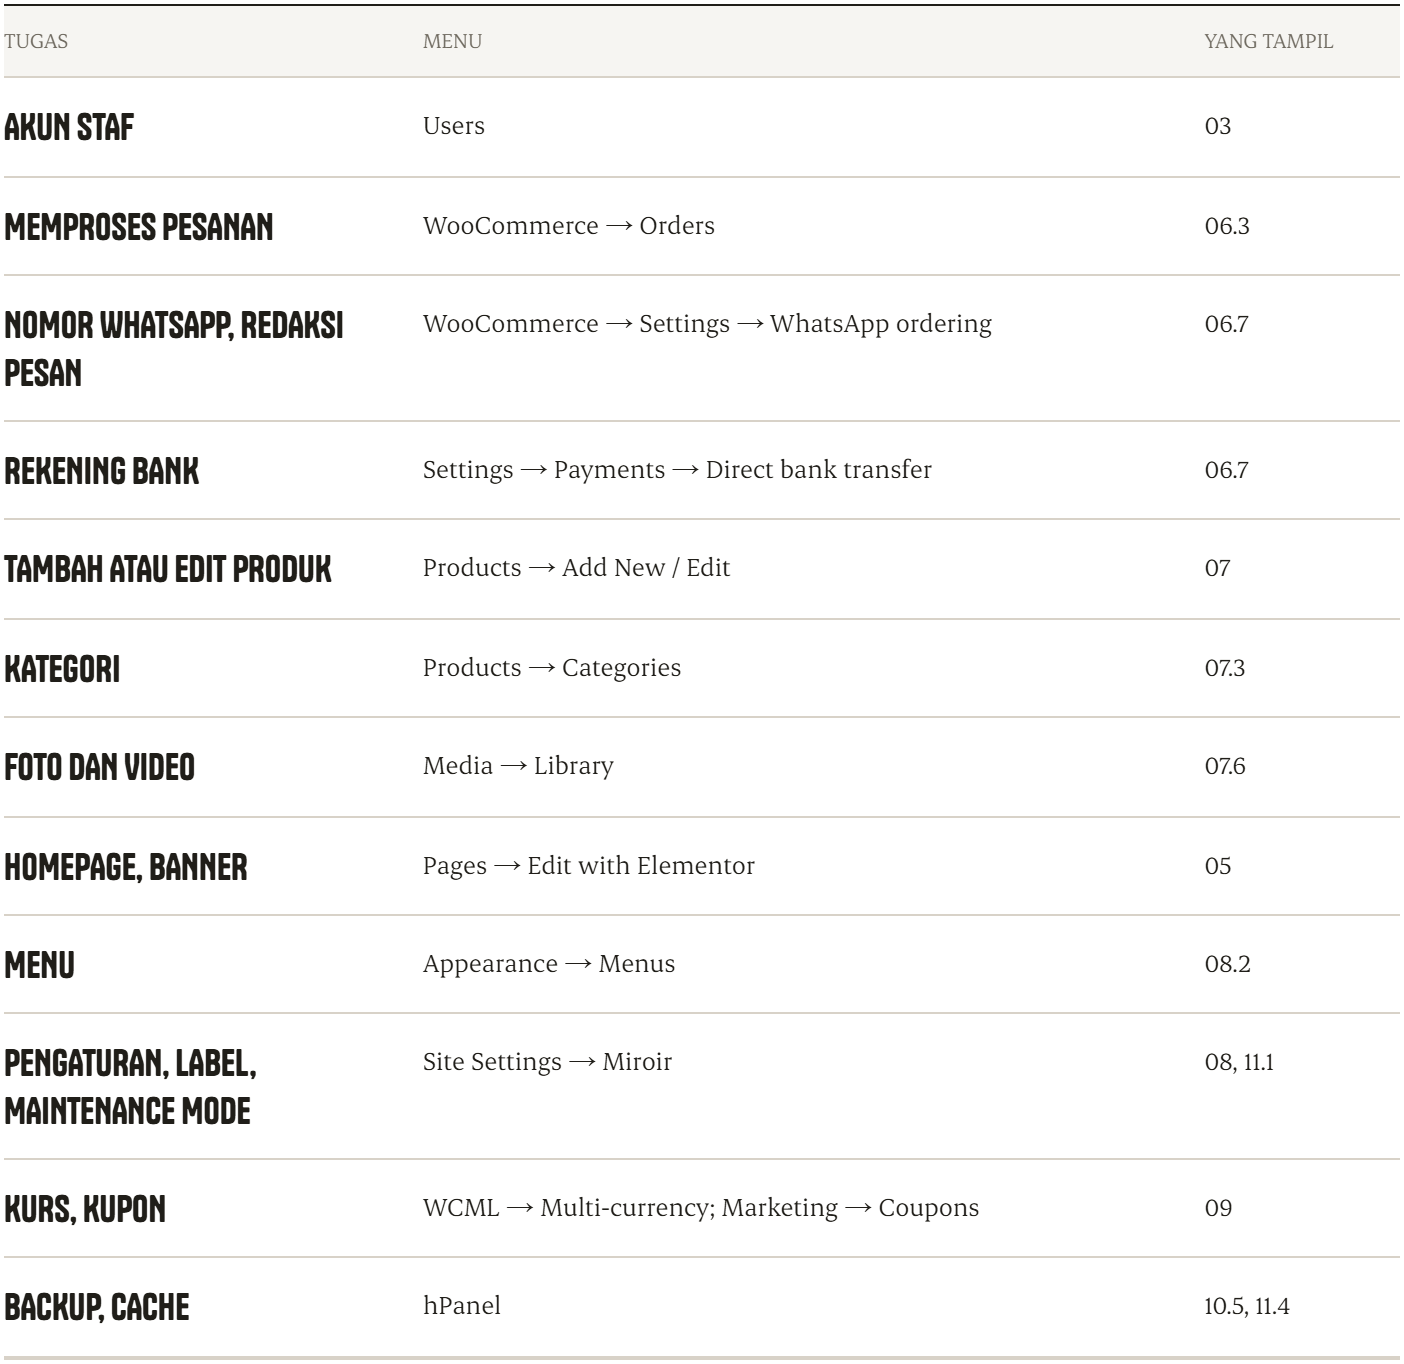 TUGAS MENU YANG TAMPIL
AKUN STAF Users 03
MEMPROSES PESANAN WooCommerce → Orders 06.3
NOMOR WHATSAPP, REDAKSI WooCommerce → Settings → WhatsApp ordering 06.7
PESAN
REKENING BANK Settings → Payments → Direct bank transfer 06.7
TAMBAH ATAU EDIT PRODUK Products → Add New / Edit 07
KATEGORI Products → Categories 07.3
FOTO DAN VIDEO Media → Library 07.6
HOMEPAGE, BANNER Pages → Edit with Elementor 05
MENU Appearance → Menus 08.2
PENGATURAN, LABEL, Site Settings → Miroir 08, 11.1
MAINTENANCE MODE
KURS, KUPON WCML → Multi-currency; Marketing → Coupons 09
BACKUP, CACHE hPanel 10.5, 11.4